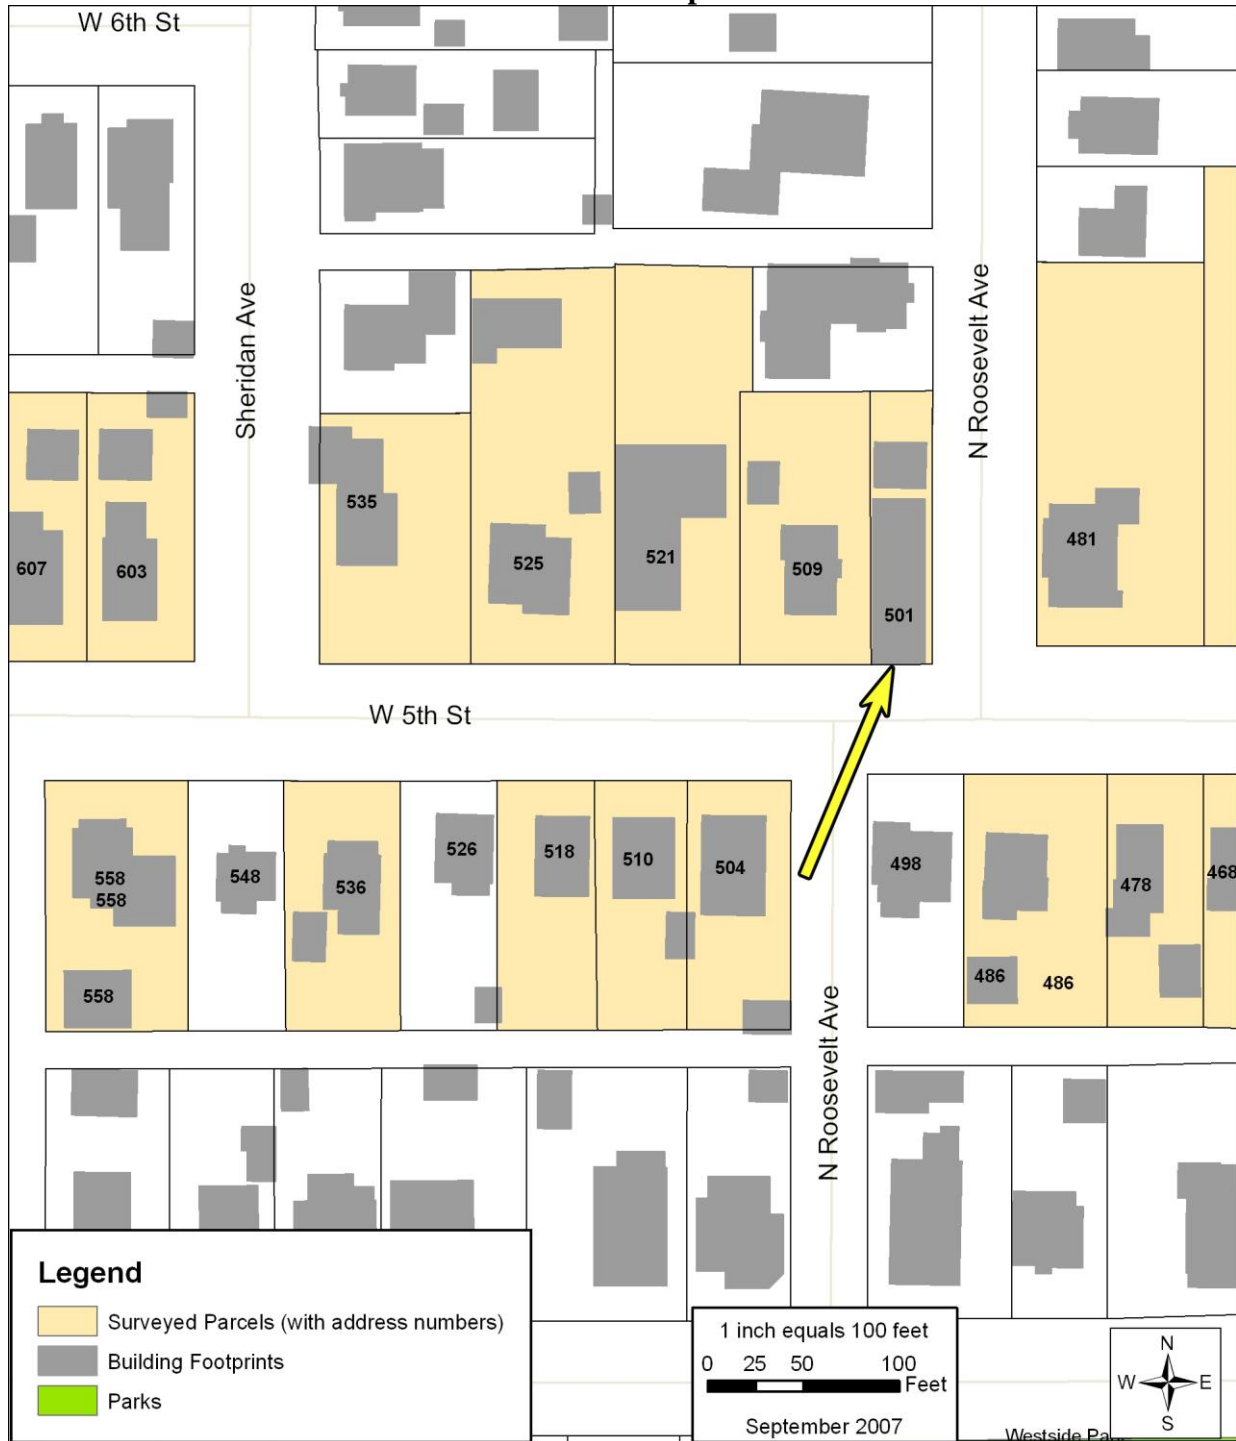 W 6th St
Sheridan Ave
N Roosevelt Ave
535
525
521
509
501
481
607
603
W 5th St
558
558
558
548
536
526
518
510
504
498
486
486
478
468
N Roosevelt Ave
Legend
Surveyed Parcels (with address numbers)
Building Footprints
Parks
1 inch equals 100 feet
0 25 50 100
Feet
September 2007
N
W E
S
Westside